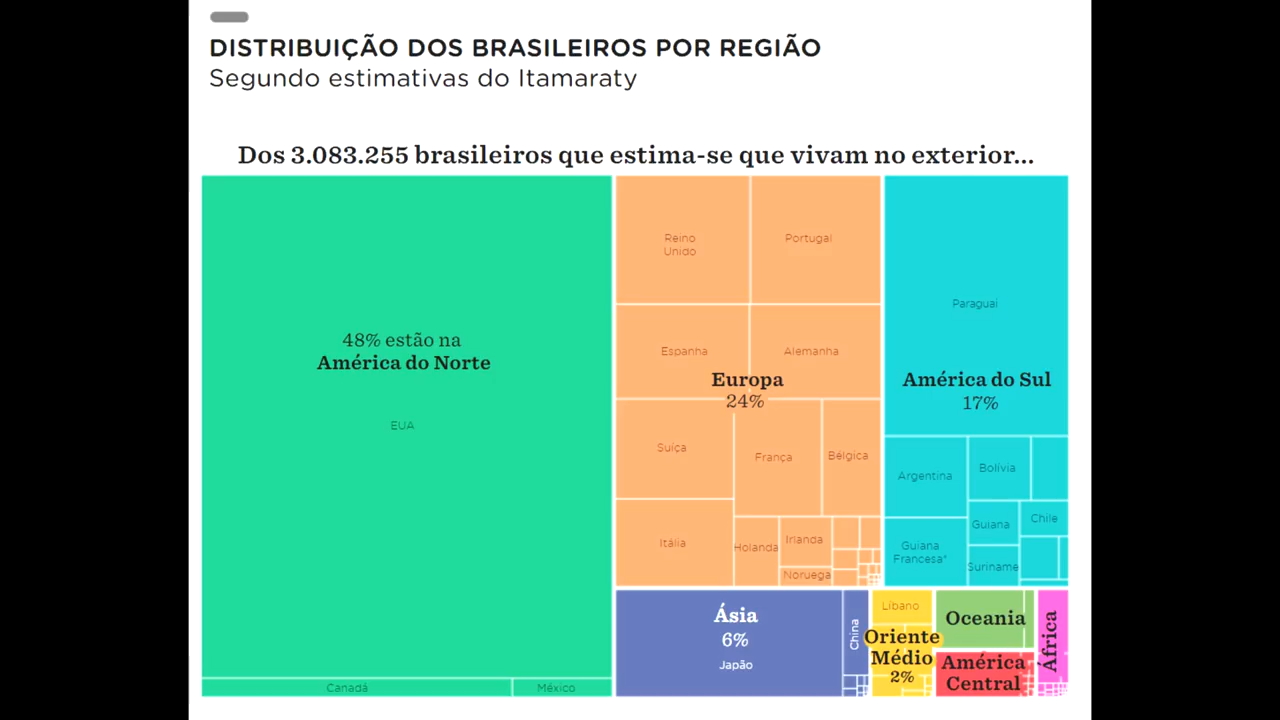 DISTRIBUIÇÃO DOS BRASILEIROS POR REGIÃO
Segundo estimativas do Itamaraty
Dos 3.083.255 brasileiros que estima-se que vivam no exterior...
48% estão na
América do Norte
EUA
Canadá
México
Reino
Unido
Portugal
Espanha
Alemanha
Europa
24%
Suíça
França
Bélgica
Itália
Holanda
Irlanda
Noruega
Paraguai
América do Sul
17%
Argentina
Bolívia
Guiana
Chile
Guiana
Francesa*
Suriname
Ásia
6%
Japão
China
Líbano
Oriente
Médio
2%
Oceania
América
Central
África